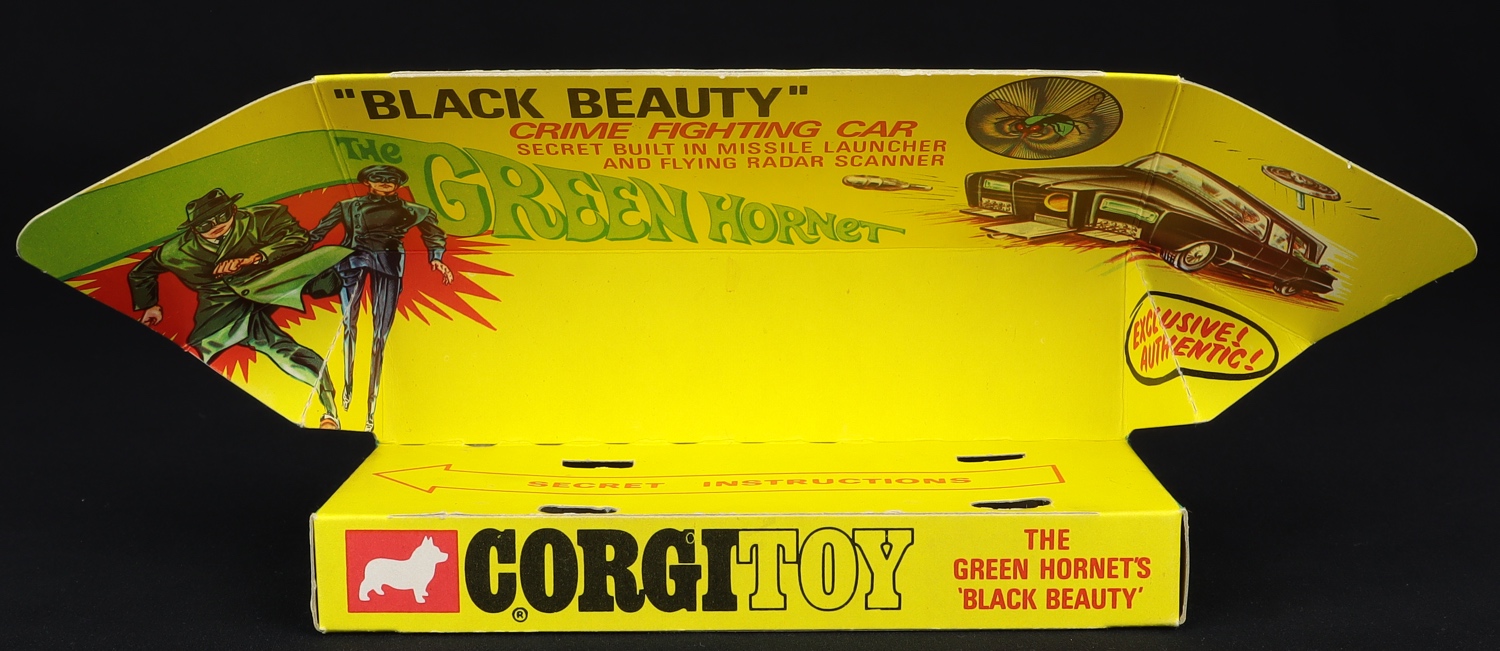 "BLACK BEAUTY"
CRIME FIGHTING CAR
SECRET BUILT IN MISSILE LAUNCHER
AND FLYING RADAR SCANNER
THE
GREEN HORNET
EXCLUSIVE!
AUTHENTIC!
SECRET INSTRUCTIONS
CORGI TOY
®
THE
GREEN HORNET'S
'BLACK BEAUTY'